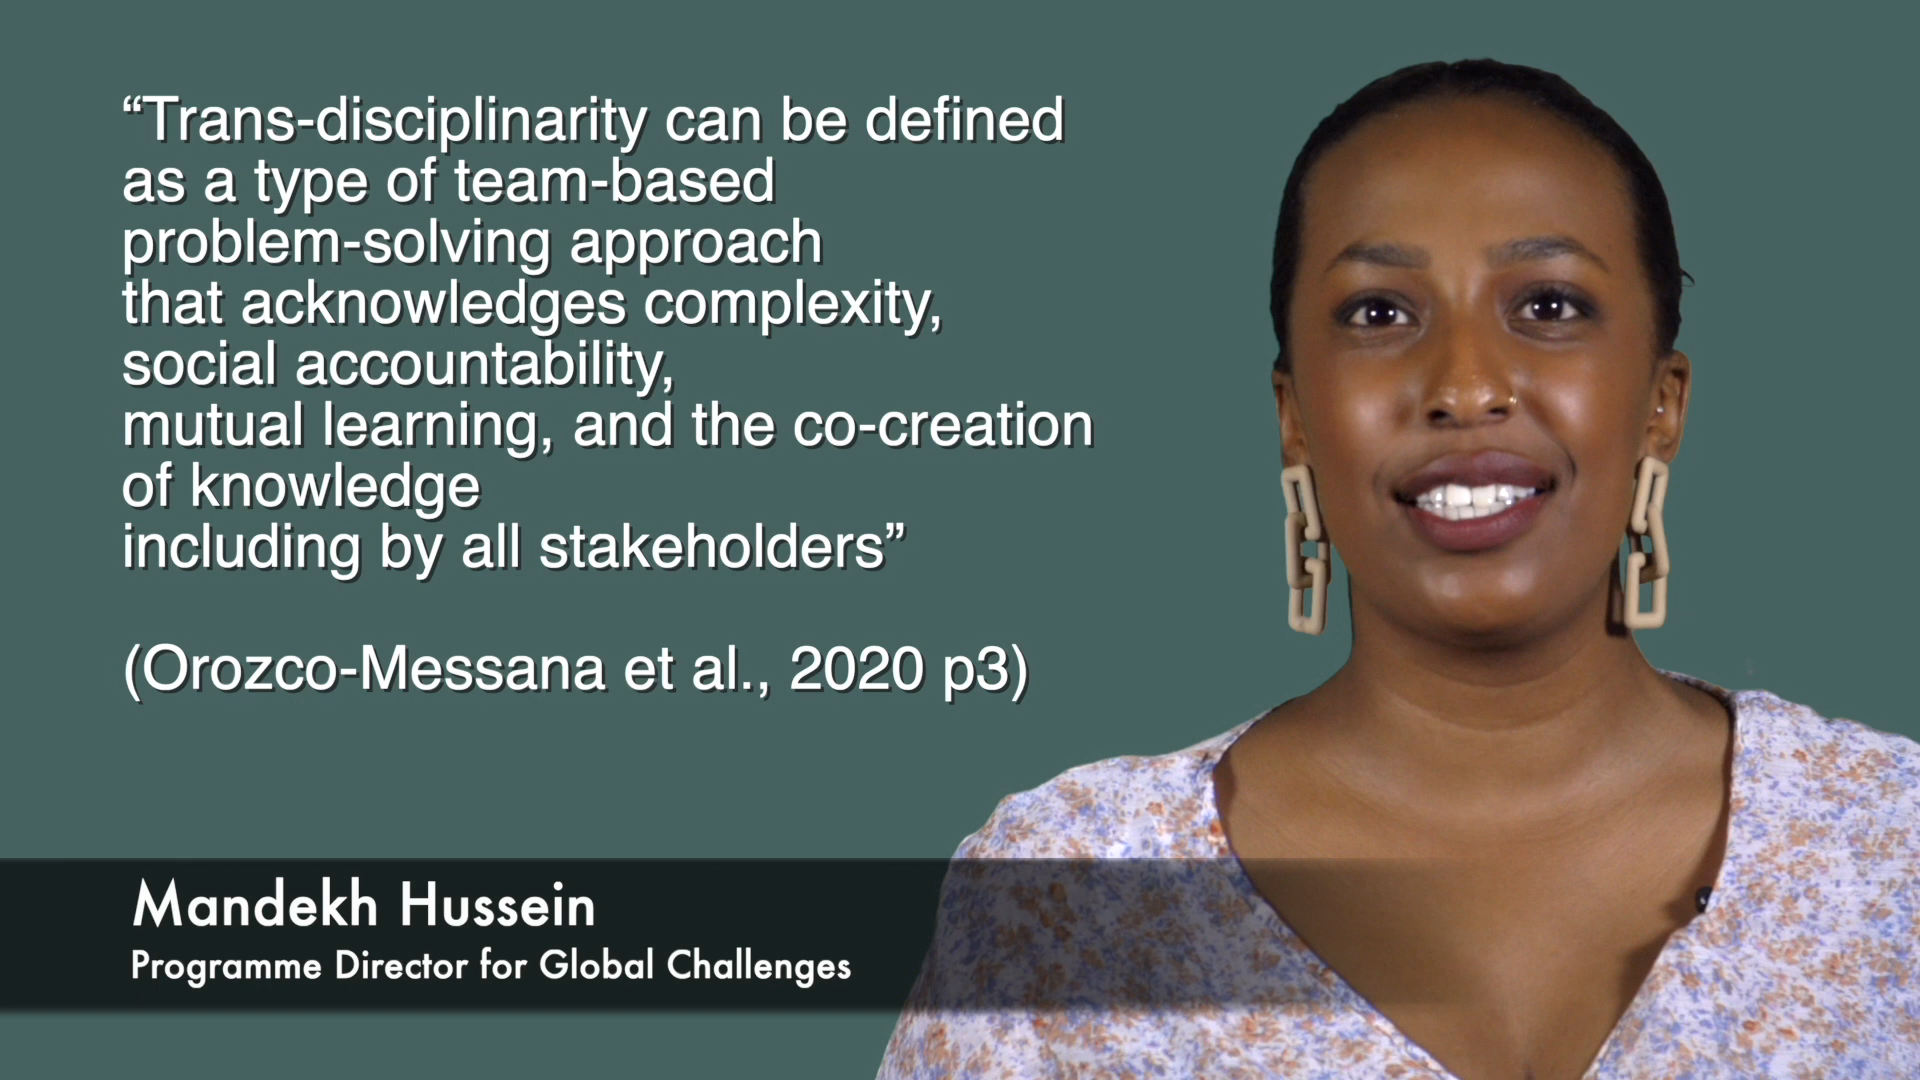 “Trans-disciplinarity can be defined
as a type of team-based
problem-solving approach
that acknowledges complexity,
social accountability,
mutual learning, and the co-creation
of knowledge
including by all stakeholders”
(Orozco-Messana et al., 2020 p3)
Mandekh Hussein
Programme Director for Global Challenges